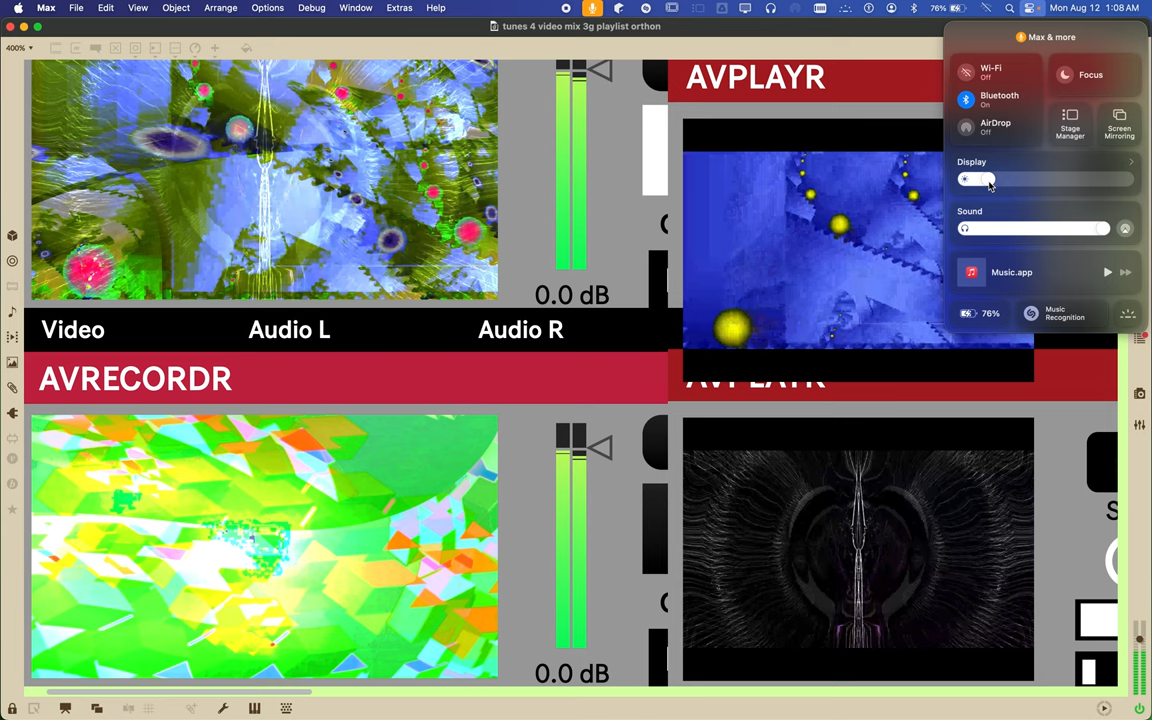 Max File Edit View Object Arrange Options Debug Window Extras Help
76% Mon Aug 12 1:08 AM
tunes 4 video mix 3g playlist orthon
400%
Max & more
Wi-Fi
Off
Focus
Bluetooth
On
AirDrop
Off
Stage
Manager
Screen
Mirroring
Display
Sound
Music.app
76%
Music
Recognition
AVPLAYR
0.0 dB
Video Audio L Audio R
AVRECORDR
AVPLAYR
0.0 dB